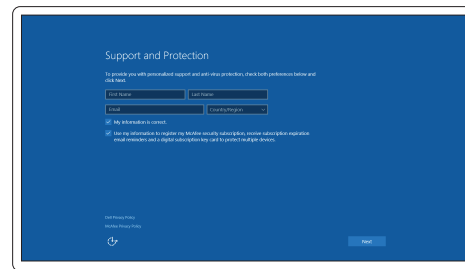 Support and Protection
To provide you with personalized support and anti-virus protection, check both preferences below and
click Next.
First Name
Last Name
Email
Country/Region
My information is correct.
Use my information to register my McAfee security subscription, receive subscription expiration
email reminders and a digital subscription key card to protect multiple devices.
Dell Privacy Policy
McAfee Privacy Policy
Next